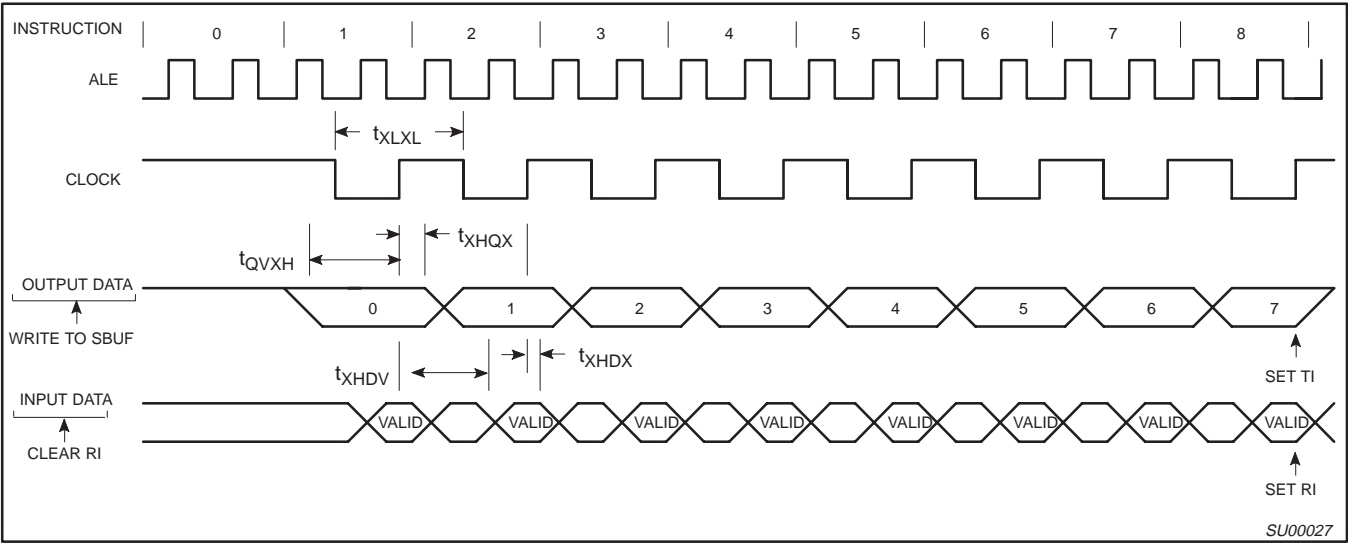 INSTRUCTION 0 1 2 3 4 5 6 7 8
ALE
tXLXL
CLOCK
tXHQX
tQVXH
OUTPUT DATA
0 1 2 3 4 5 6 7
WRITE TO SBUF
tXHDX
tXHDV
SET TI
INPUT DATA
VALID VALID VALID VALID VALID VALID VALID VALID
CLEAR RI
SET RI
SU00027